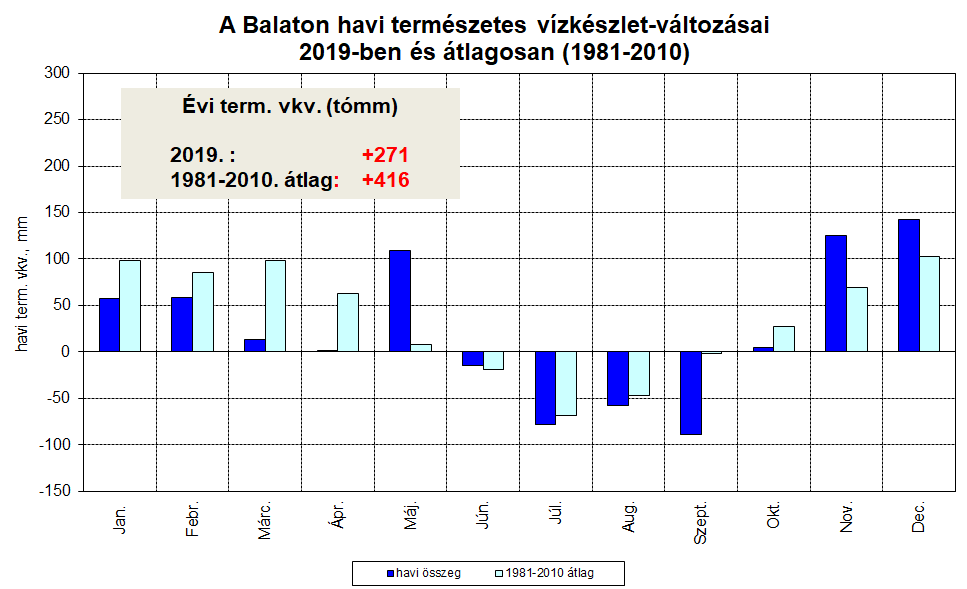 A Balaton havi természetes vízkészlet-változásai
2019-ben és átlagosan (1981-2010)
300
250
200
150
100
50
0
-50
-100
-150
havi term. vkv., mm
Évi term. vkv. (tómm)
2019. : +271
1981-2010. átlag: +416
Jan.
Febr.
Márc.
Ápr.
Máj.
Jún.
Júl.
Aug.
Szept.
Okt.
Nov.
Dec.
havi összeg 1981-2010 átlag